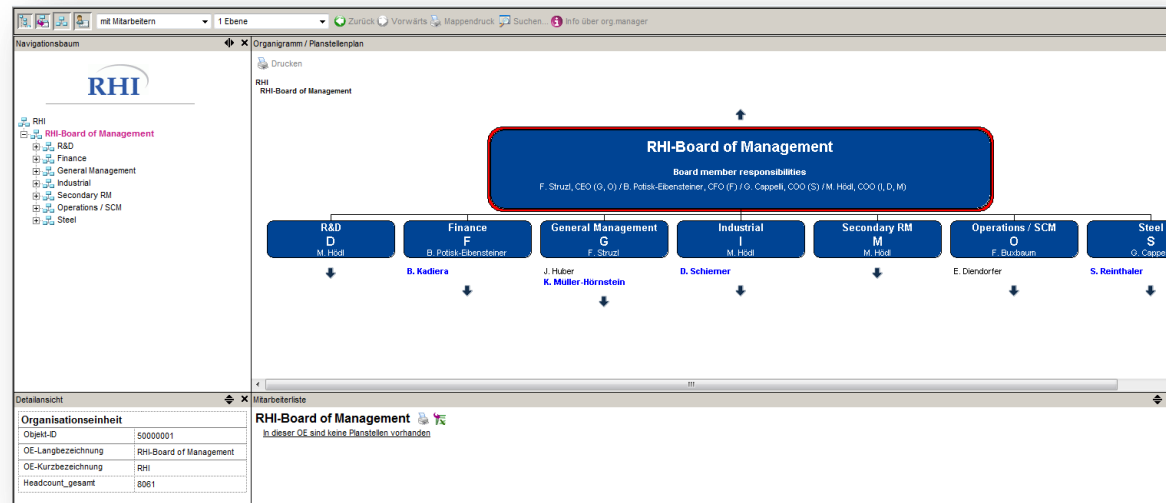 mit Mitarbeitern 1 Ebene Zurück Vorwärts Mappendruck Suchen... Info über org.manager
Navigationsbaum
RHI
RHI
RHI-Board of Management
R&D
Finance
General Management
Industrial
Secondary RM
Operations / SCM
Steel
Organigramm / Planstellenplan
Drucken
RHI
RHI-Board of Management
RHI-Board of Management
Board member responsibilities
F. Struzl, CEO (G, O) / B. Potisk-Eibensteiner, CFO (F) / G. Cappelli, COO (S) / M. Hödl, COO (I, D, M)
R&D
D
M. Hödl
Finance
F
B. Potisk-Eibensteiner
B. Kadiera
General Management
G
F. Struzl
J. Huber
K. Müller-Hörnstein
Industrial
I
M. Hödl
D. Schiemer
Secondary RM
M
M. Hödl
Operations / SCM
O
F. Buxbaum
E. Diendorfer
Steel
S
G. Cappe
S. Reinthaler
Detailansicht
Organisationseinheit
Objekt-ID 50000001
OE-Langbezeichnung RHI-Board of Management
OE-Kurzbezeichnung RHI
Headcount_gesamt 8061
Mitarbeiterliste
RHI-Board of Management
In dieser OE sind keine Planstellen vorhanden